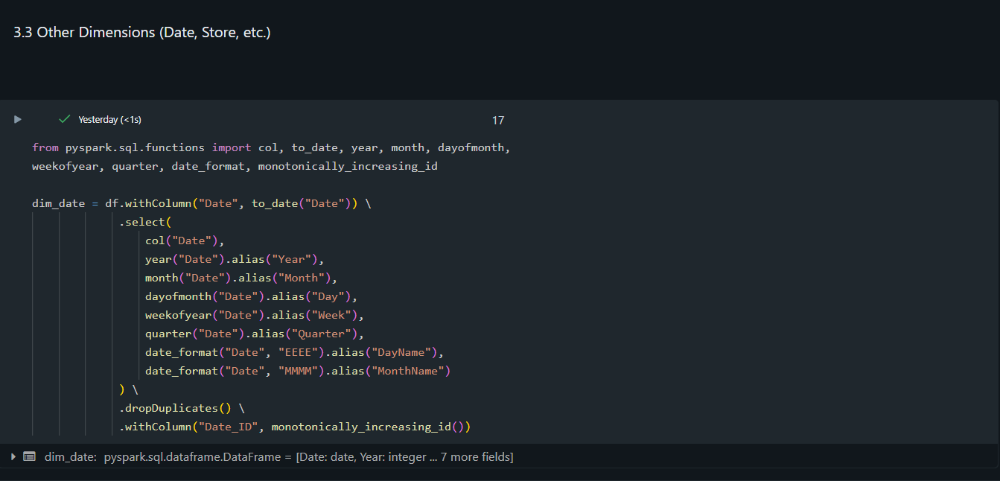 3.3 Other Dimensions (Date, Store, etc.)
Yesterday (<1s)
17
from pyspark.sql.functions import col, to_date, year, month, dayofmonth,
weekofyear, quarter, date_format, monotonically_increasing_id
dim_date = df.withColumn("Date", to_date("Date")) \
.select(
col("Date"),
year("Date").alias("Year"),
month("Date").alias("Month"),
dayofmonth("Date").alias("Day"),
weekofyear("Date").alias("Week"),
quarter("Date").alias("Quarter"),
date_format("Date", "EEEE").alias("DayName"),
date_format("Date", "MMMM").alias("MonthName")
) \
.dropDuplicates() \
.withColumn("Date_ID", monotonically_increasing_id())
dim_date: pyspark.sql.dataframe.DataFrame = [Date: date, Year: integer ... 7 more fields]